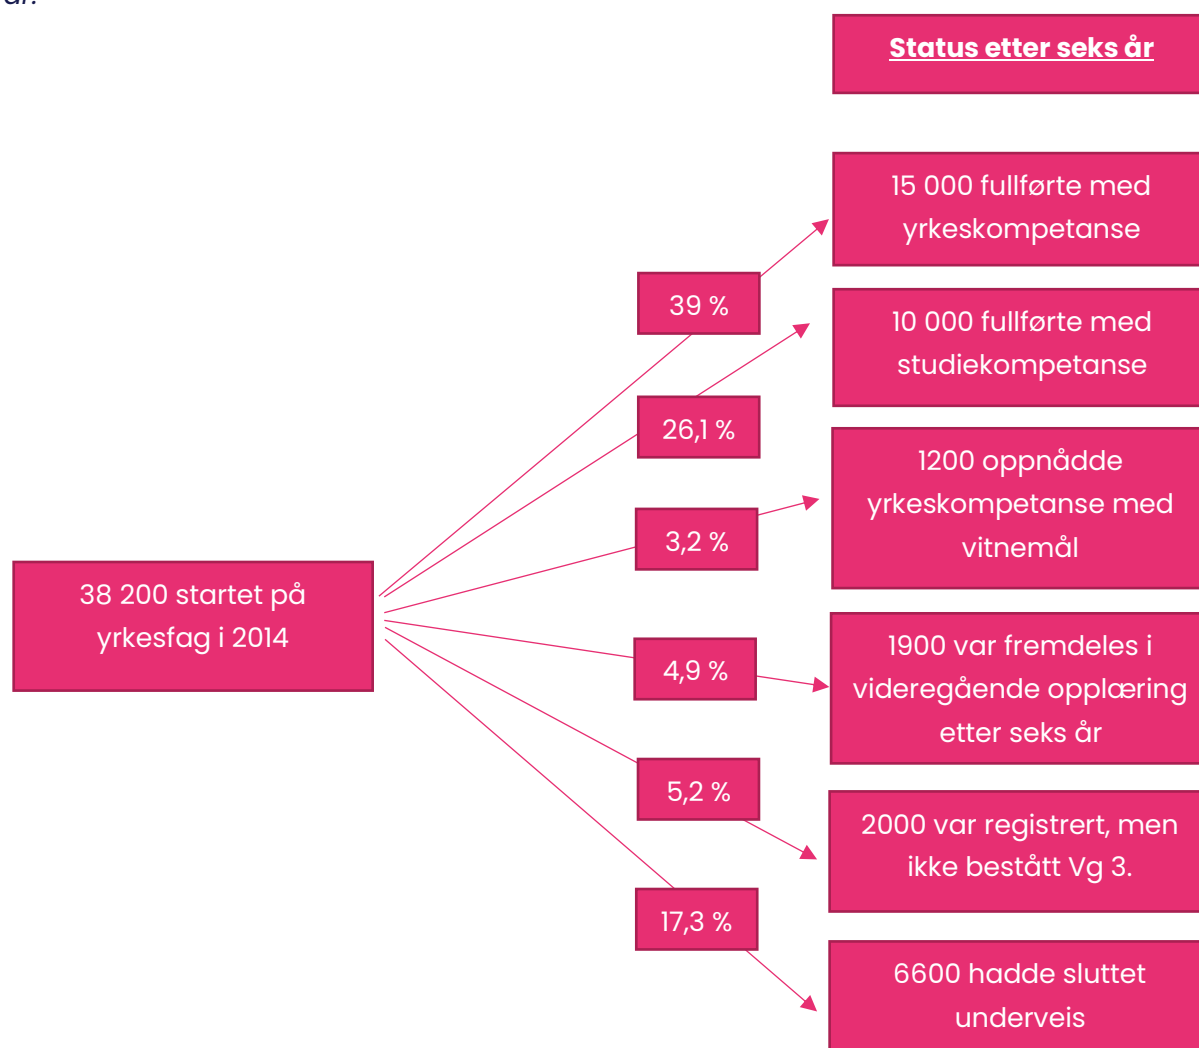 år.
Status etter seks år
15 000 fullførte med
yrkeskompetanse
39 %
10 000 fullførte med
studiekompetanse
26,1 %
1200 oppnådde
yrkeskompetanse med
vitnemål
3,2 %
38 200 startet på
yrkesfag i 2014
1900 var fremdeles i
videregående opplæring
etter seks år
4,9 %
2000 var registrert, men
ikke bestått Vg 3.
5,2 %
17,3 %
6600 hadde sluttet
underveis